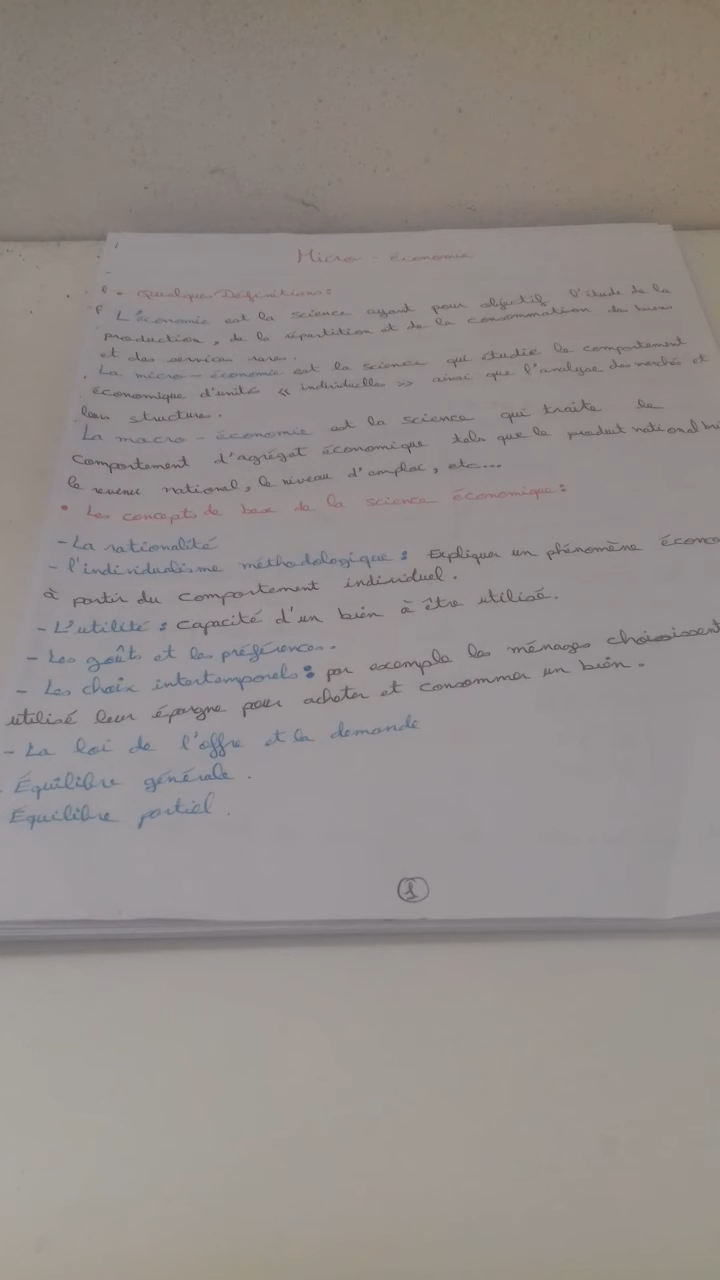 Micro - économie
• Quelques Définitions :
L'économie est la science ayant pour objectif l'étude de la
production, de la répartition et de la consommation de biens
et des services rares.
La micro - économie est la science qui étudie le comportement
économique d'unités « individuelles » ainsi que l'analyse des marchés et
leur structure.
La macro - économie est la science qui traite le
comportement d'agrégat économique tels que le produit national
le revenu national, le niveau d'emploi, etc...
• Les concepts de base de la science économique :
- La rationalité
- l'individualisme méthodologique : Expliquer un phénomène
à partir du comportement individuel.
- L'utilité : capacité d'un bien à être utilisé.
- Les goûts et les préférences.
- Les choix intertemporels : par exemple les ménages choisissent
utilisé leur épargne pour acheter et consommer un bien.
- La loi de l'offre et la demande
Équilibre générale.
Équilibre partiel.
1